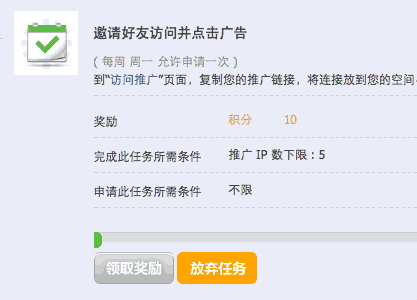 邀请好友访问并点击广告
( 每周 周一 允许申请一次 )
到“访问推广”页面，复制您的推广链接，将连接放到您的空间
奖励 积分 10
完成此任务所需条件 推广 IP 数下限：5
申请此任务所需条件 不限
领取奖励 放弃任务